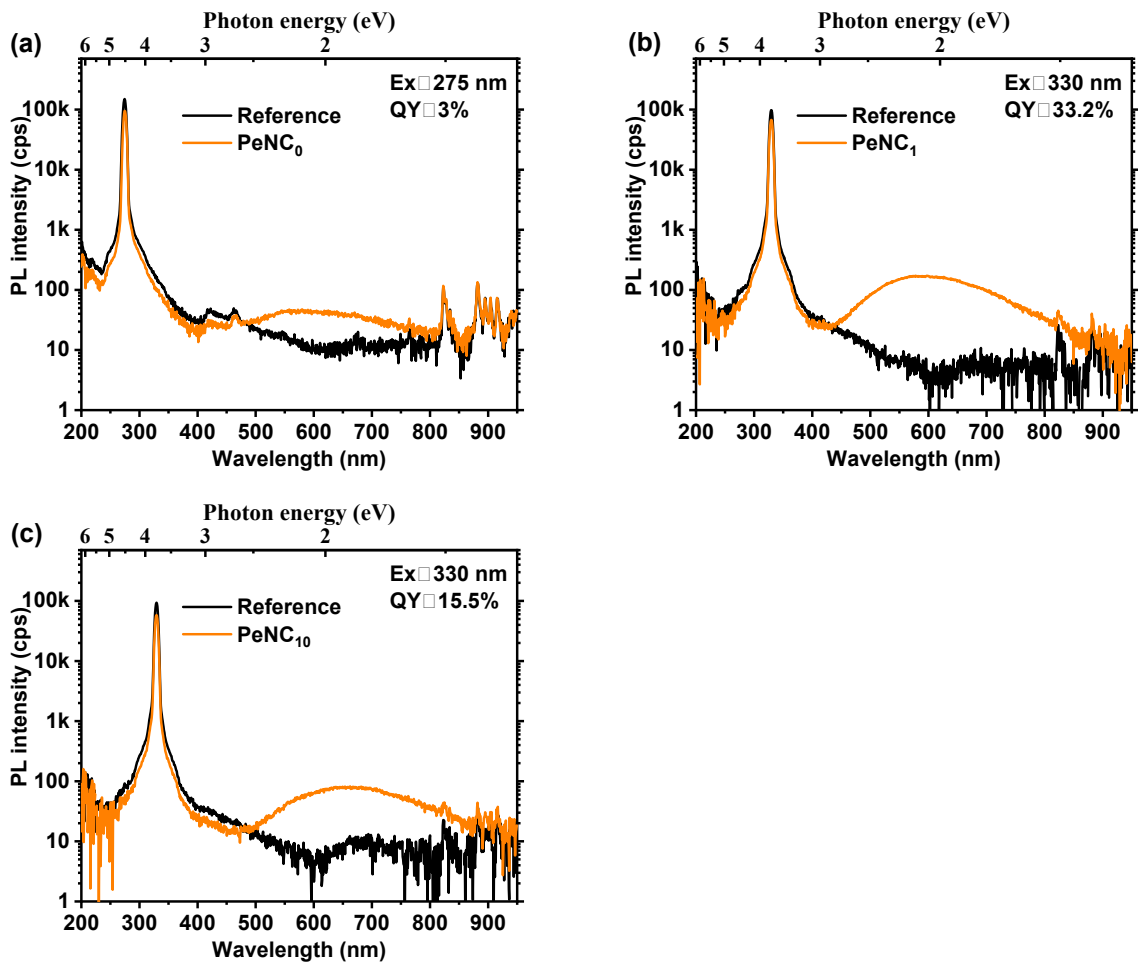 Photon energy (eV)
(a)
6 5 4 3 2
Ex□275 nm
QY□3%
Reference
PeNC0
PL intensity (cps)
100k
10k
1k
100
10
1
200 300 400 500 600 700 800 900
Wavelength (nm)
Photon energy (eV)
(b)
6 5 4 3 2
Ex□330 nm
QY□33.2%
Reference
PeNC1
PL intensity (cps)
100k
10k
1k
100
10
1
200 300 400 500 600 700 800 900
Wavelength (nm)
Photon energy (eV)
(c)
6 5 4 3 2
Ex□330 nm
QY□15.5%
Reference
PeNC10
PL intensity (cps)
100k
10k
1k
100
10
1
200 300 400 500 600 700 800 900
Wavelength (nm)